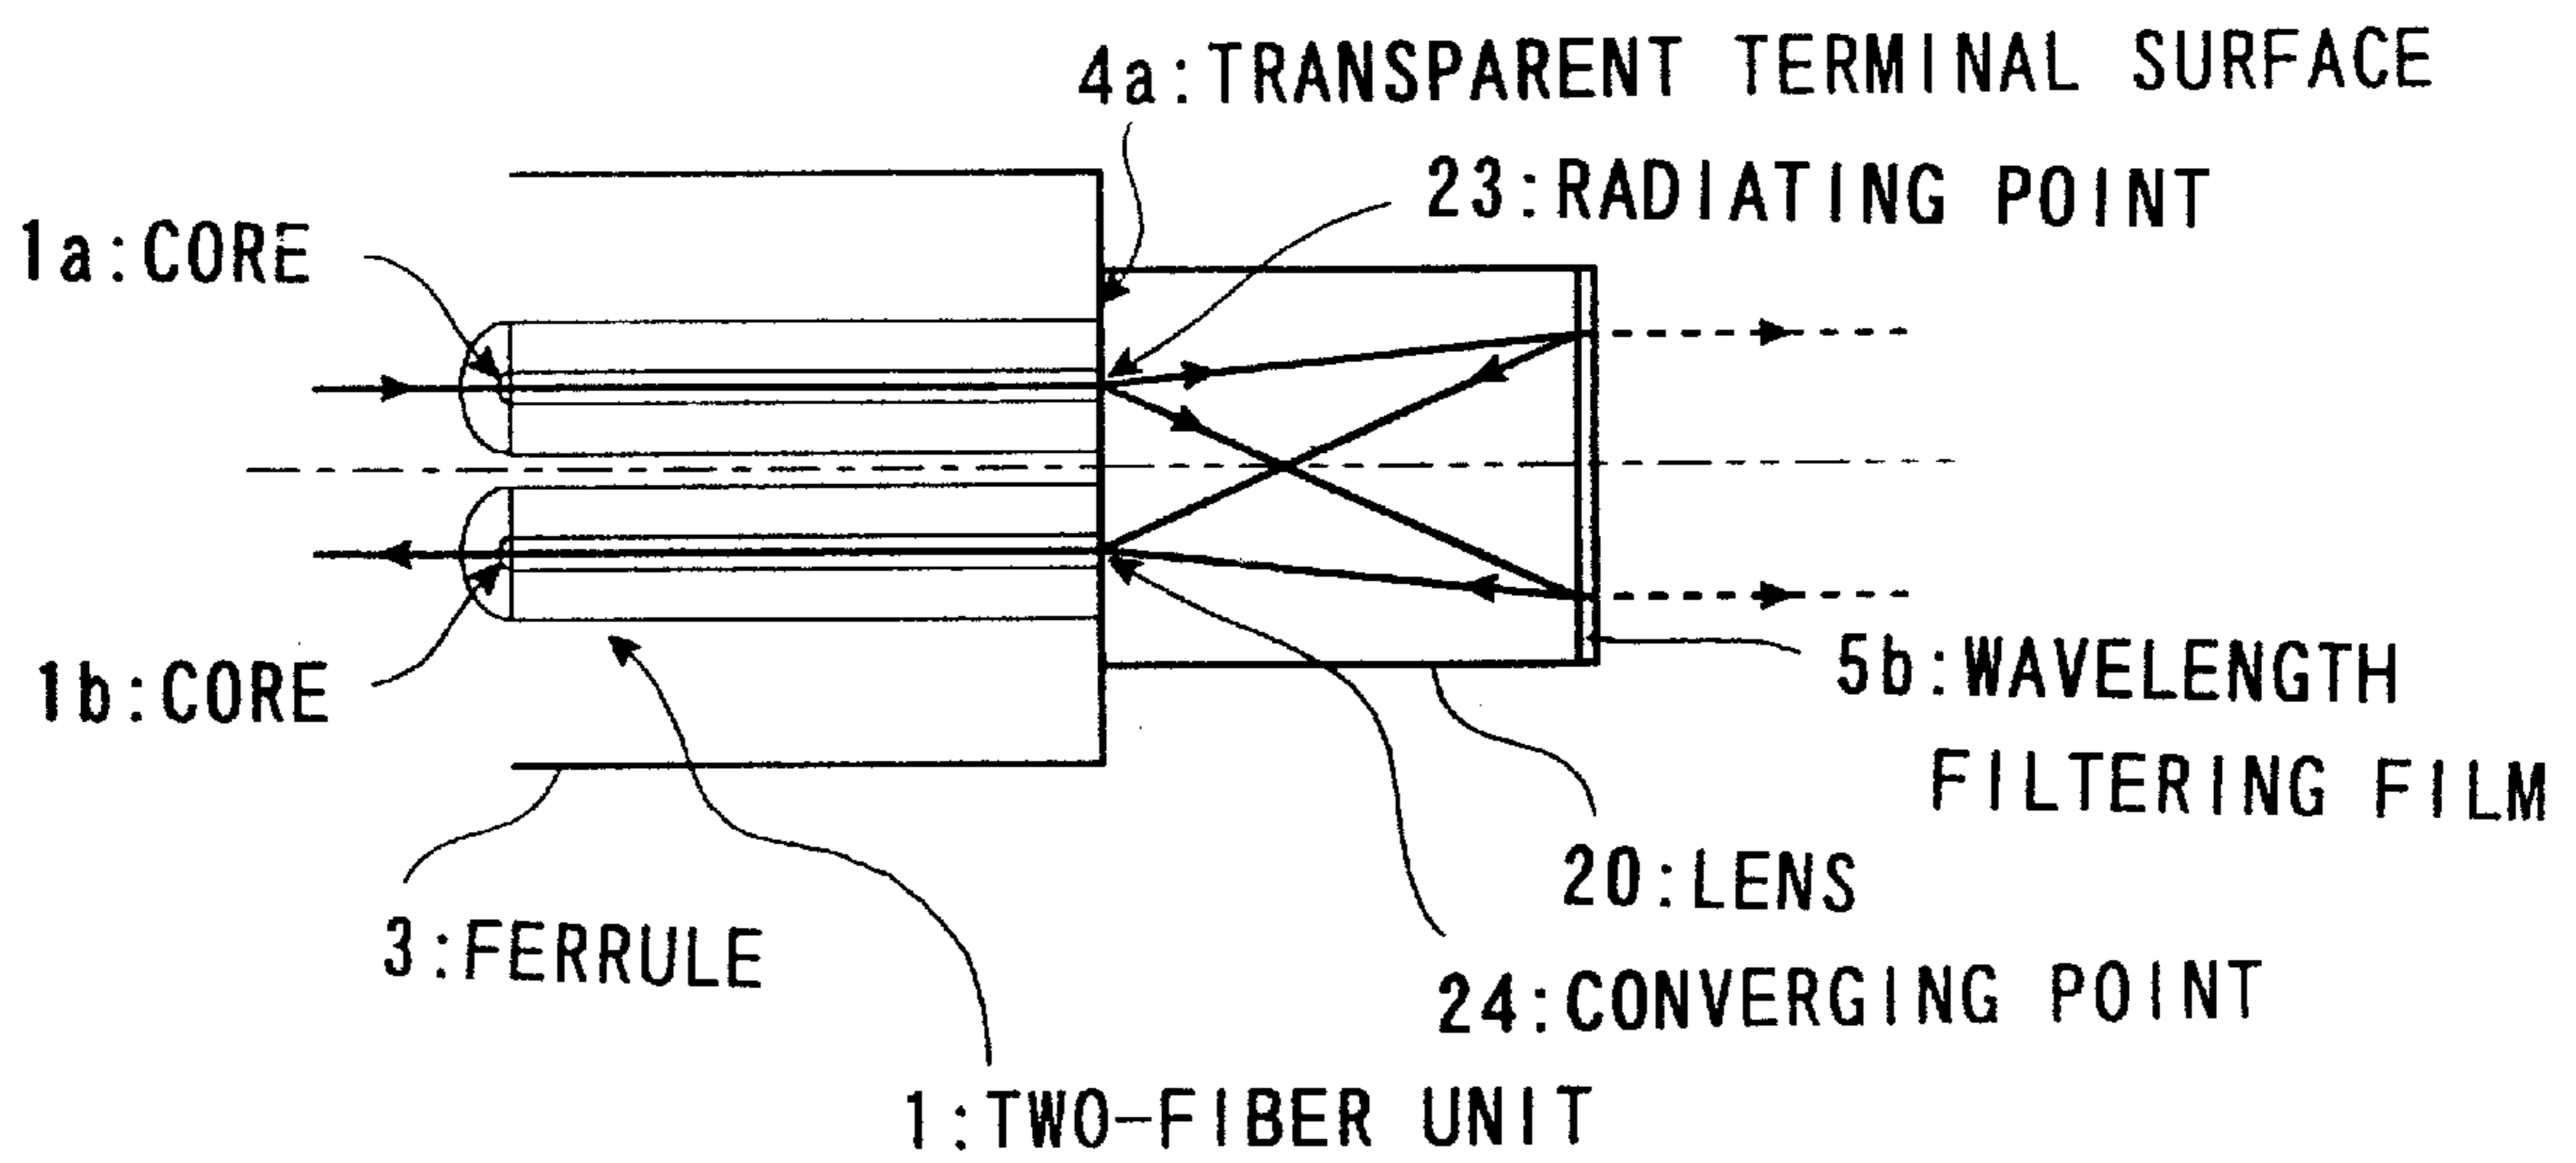 4a:TRANSPARENT TERMINAL SURFACE
23:RADIATING POINT
1a:CORE
1b:CORE
5b:WAVELENGTH
FILTERING FILM
20:LENS
3:FERRULE
24:CONVERGING POINT
1:TWO-FIBER UNIT